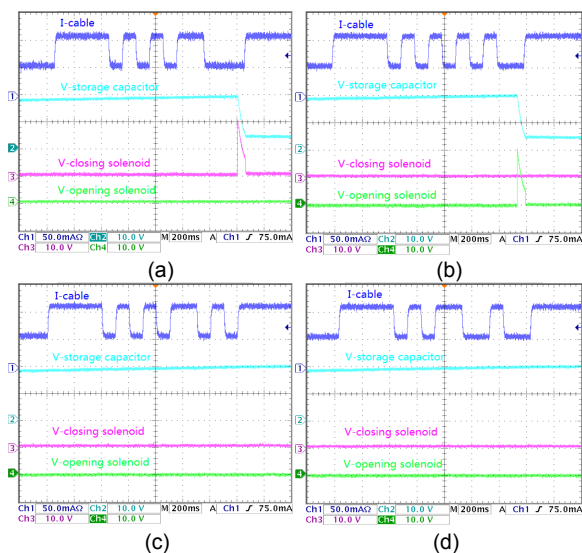 I-cable
V-storage capacitor
V-closing solenoid
V-opening solenoid
1
2
3
4
Ch1 50.0mAΩ Ch2 10.0 V M 200ms A Ch1 ∫ 75.0mA
Ch3 10.0 V Ch4 10.0 V
(a)
I-cable
V-storage capacitor
V-closing solenoid
V-opening solenoid
1
2
3
4
Ch1 50.0mAΩ Ch2 10.0 V M 200ms A Ch1 ∫ 75.0mA
Ch3 10.0 V Ch4 10.0 V
(b)
I-cable
V-storage capacitor
V-closing solenoid
V-opening solenoid
1
2
3
4
Ch1 50.0mAΩ Ch2 10.0 V M 200ms A Ch1 ∫ 75.0mA
Ch3 10.0 V Ch4 10.0 V
(c)
I-cable
V-storage capacitor
V-closing solenoid
V-opening solenoid
1
2
3
4
Ch1 50.0mAΩ Ch2 10.0 V M 200ms A Ch1 ∫ 75.0mA
Ch3 10.0 V Ch4 10.0 V
(d)